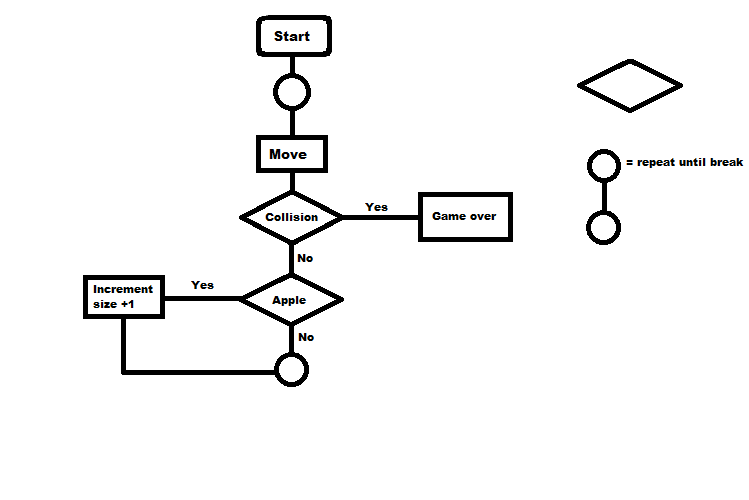 Start
Move
Collision
Yes
Game over
No
Apple
Yes
Increment
size +1
No
= repeat until break